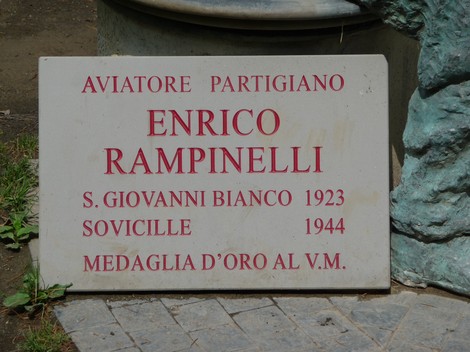 AVIATORE PARTIGIANO
ENRICO
RAMPINELLI
S. GIOVANNI BIANCO 1923
SOVICILLE 1944
MEDAGLIA D'ORO AL V.M.